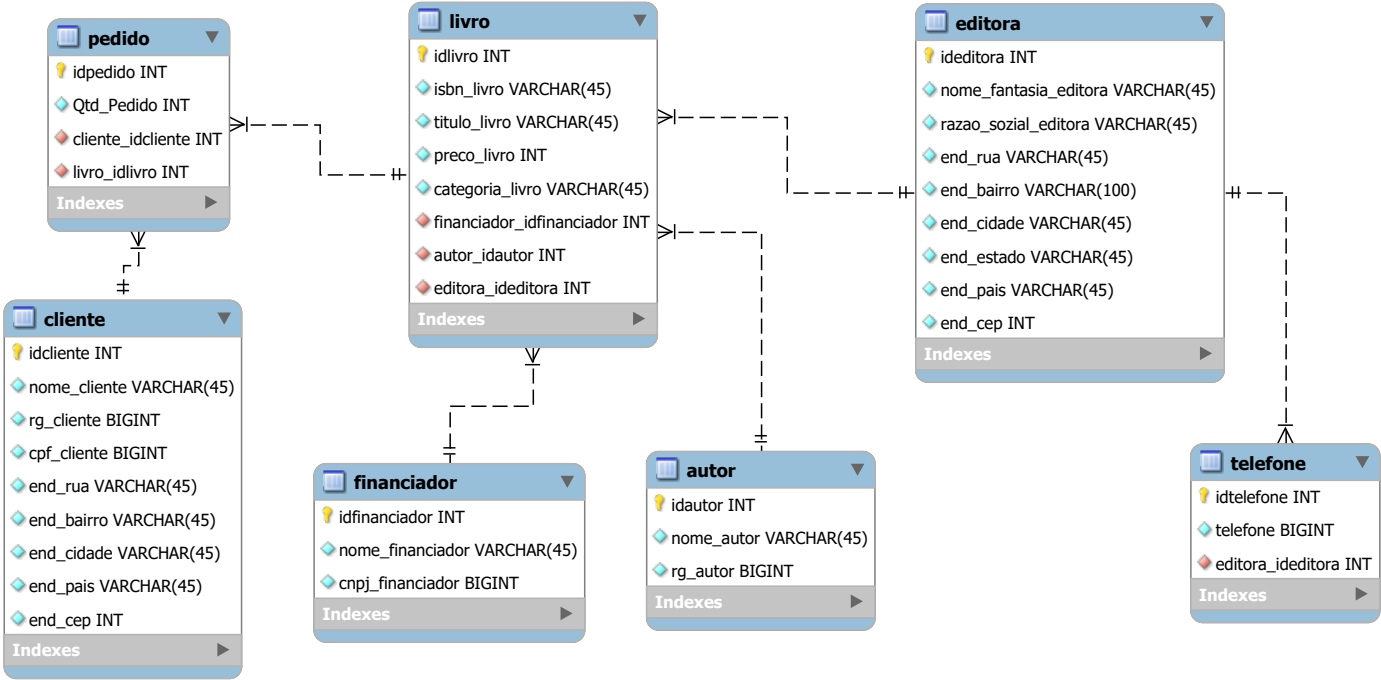 pedido
idpedido INT
Qtd_Pedido INT
cliente_idcliente INT
livro_idlivro INT
Indexes
livro
idlivro INT
isbn_livro VARCHAR(45)
titulo_livro VARCHAR(45)
preco_livro INT
categoria_livro VARCHAR(45)
financiador_idfinanciador INT
autor_idautor INT
editora_ideditora INT
Indexes
editora
ideditora INT
nome_fantasia_editora VARCHAR(45)
razao_sozial_editora VARCHAR(45)
end_rua VARCHAR(45)
end_bairro VARCHAR(100)
end_cidade VARCHAR(45)
end_estado VARCHAR(45)
end_pais VARCHAR(45)
end_cep INT
Indexes
cliente
idcliente INT
nome_cliente VARCHAR(45)
rg_cliente BIGINT
cpf_cliente BIGINT
end_rua VARCHAR(45)
end_bairro VARCHAR(45)
end_cidade VARCHAR(45)
end_pais VARCHAR(45)
end_cep INT
Indexes
financiador
idfinanciador INT
nome_financiador VARCHAR(45)
cnpj_financiador BIGINT
Indexes
autor
idautor INT
nome_autor VARCHAR(45)
rg_autor BIGINT
Indexes
telefone
idtelefone INT
telefone BIGINT
editora_ideditora INT
Indexes